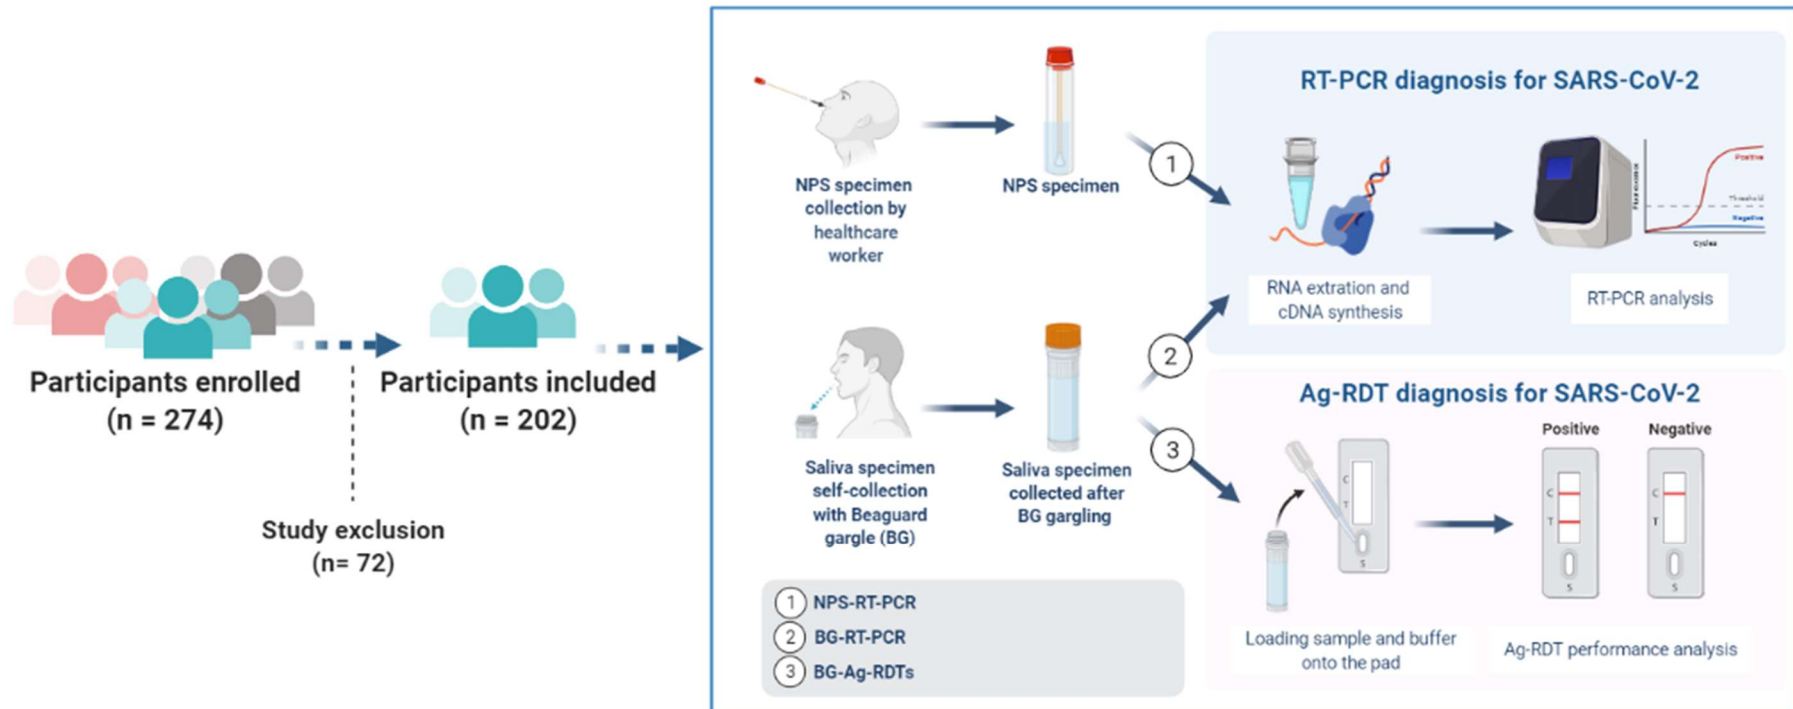 Participants enrolled
(n = 274)
Study exclusion
(n= 72)
Participants included
(n = 202)
NPS specimen
collection by
healthcare
worker
NPS specimen
1
Saliva specimen
self-collection
with Beaguard
gargle (BG)
Saliva specimen
collected after
BG gargling
2
3
1 NPS-RT-PCR
2 BG-RT-PCR
3 BG-Ag-RDTs
RT-PCR diagnosis for SARS-CoV-2
RNA extration and
cDNA synthesis
Fluorescence
Positive
Threshold
Negative
Cycles
RT-PCR analysis
Ag-RDT diagnosis for SARS-CoV-2
C
T
S
Loading sample and buffer
onto the pad
Positive
C
T
S
Negative
C
T
S
Ag-RDT performance analysis